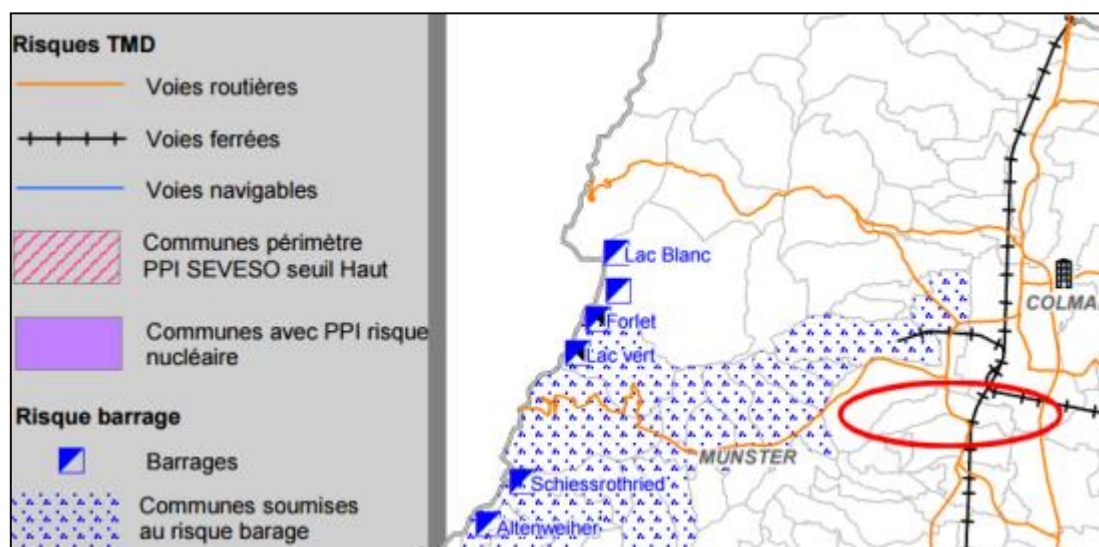 Risques TMD
Voies routières
Voies ferrées
Voies navigables
Communes périmètre
PPI SEVESO seuil Haut
Communes avec PPI risque
nucléaire
Risque barrage
Barrages
Communes soumises
au risque barage
Lac Blanc
Forlet
Lac vert
COLMA
MUNSTER
Schiessrothried
Altenweiher